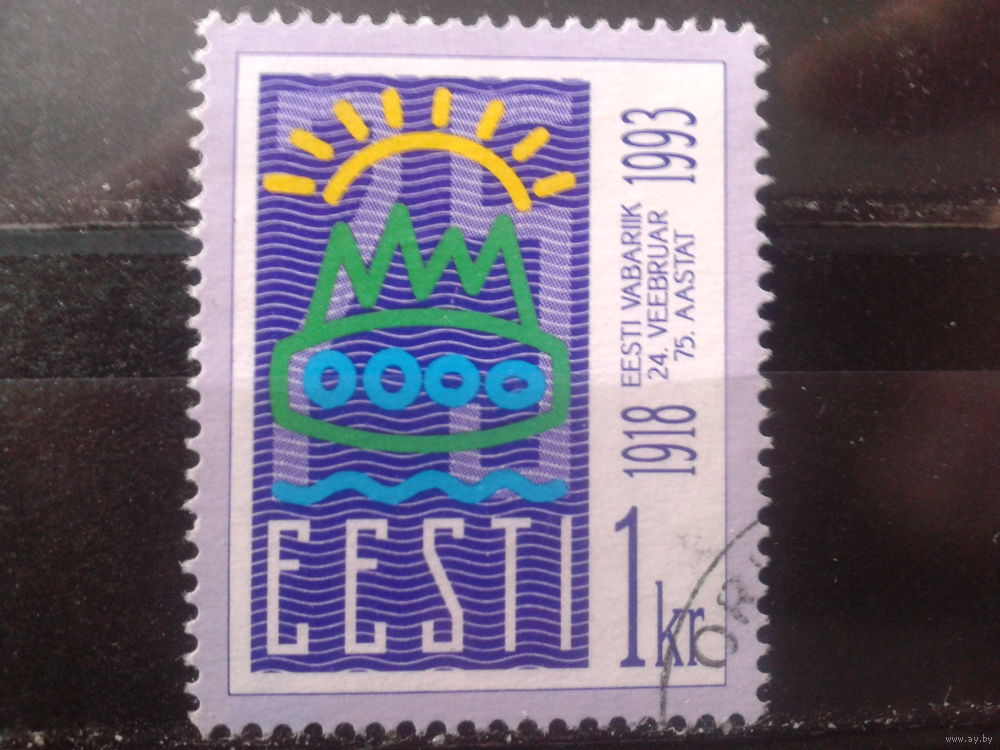 EESTI
1918 EESTI VABARIIK 1993
24. VEEBRUAR
75. AASTAT
1 kr
www.ay.by